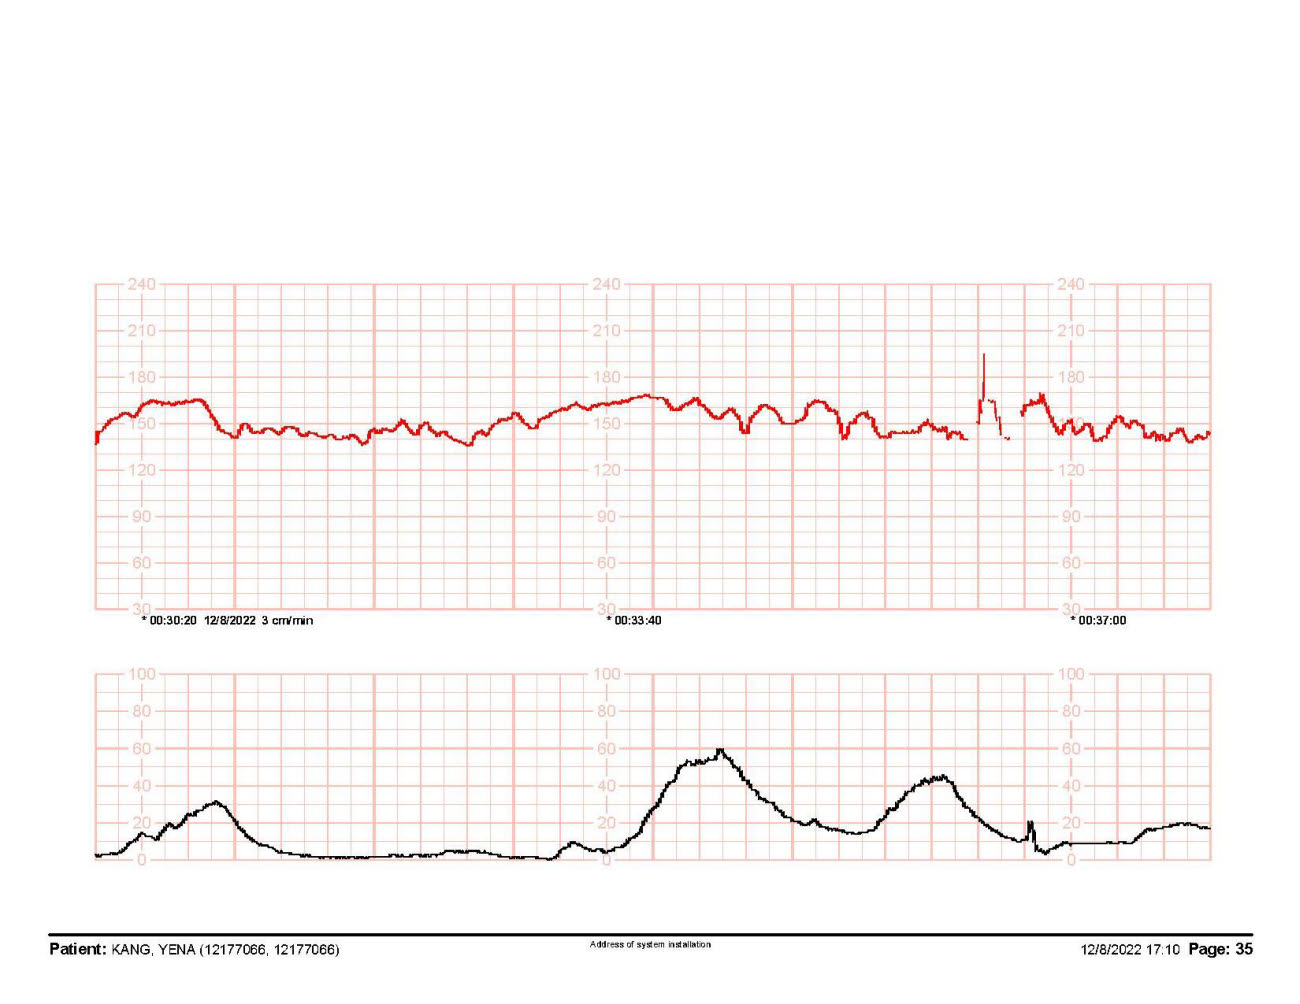 240 240 240
210 210 210
180 180 180
150 150 150
120 120 120
90 90 90
60 60 60
30 30 30
* 00:30:20 12/8/2022 3 cm/min * 00:33:40 * 00:37:00
100 100 100
80 80 80
60 60 60
40 40 40
20 20 20
0 0 0
Patient: KANG, YENA (12177066, 12177066) Address of system installation 12/8/2022 17:10 Page: 35